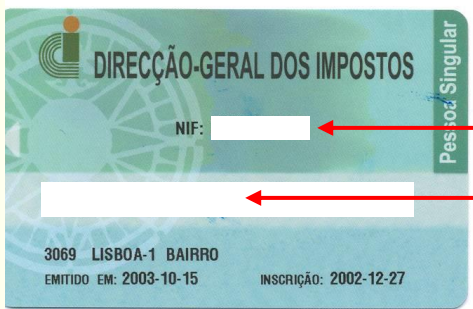 DIRECÇÃO-GERAL DOS IMPOSTOS
Pessoa Singular
NIF:
3069 LISBOA-1 BAIRRO
EMITIDO EM: 2003-10-15 INSCRIÇÃO: 2002-12-27